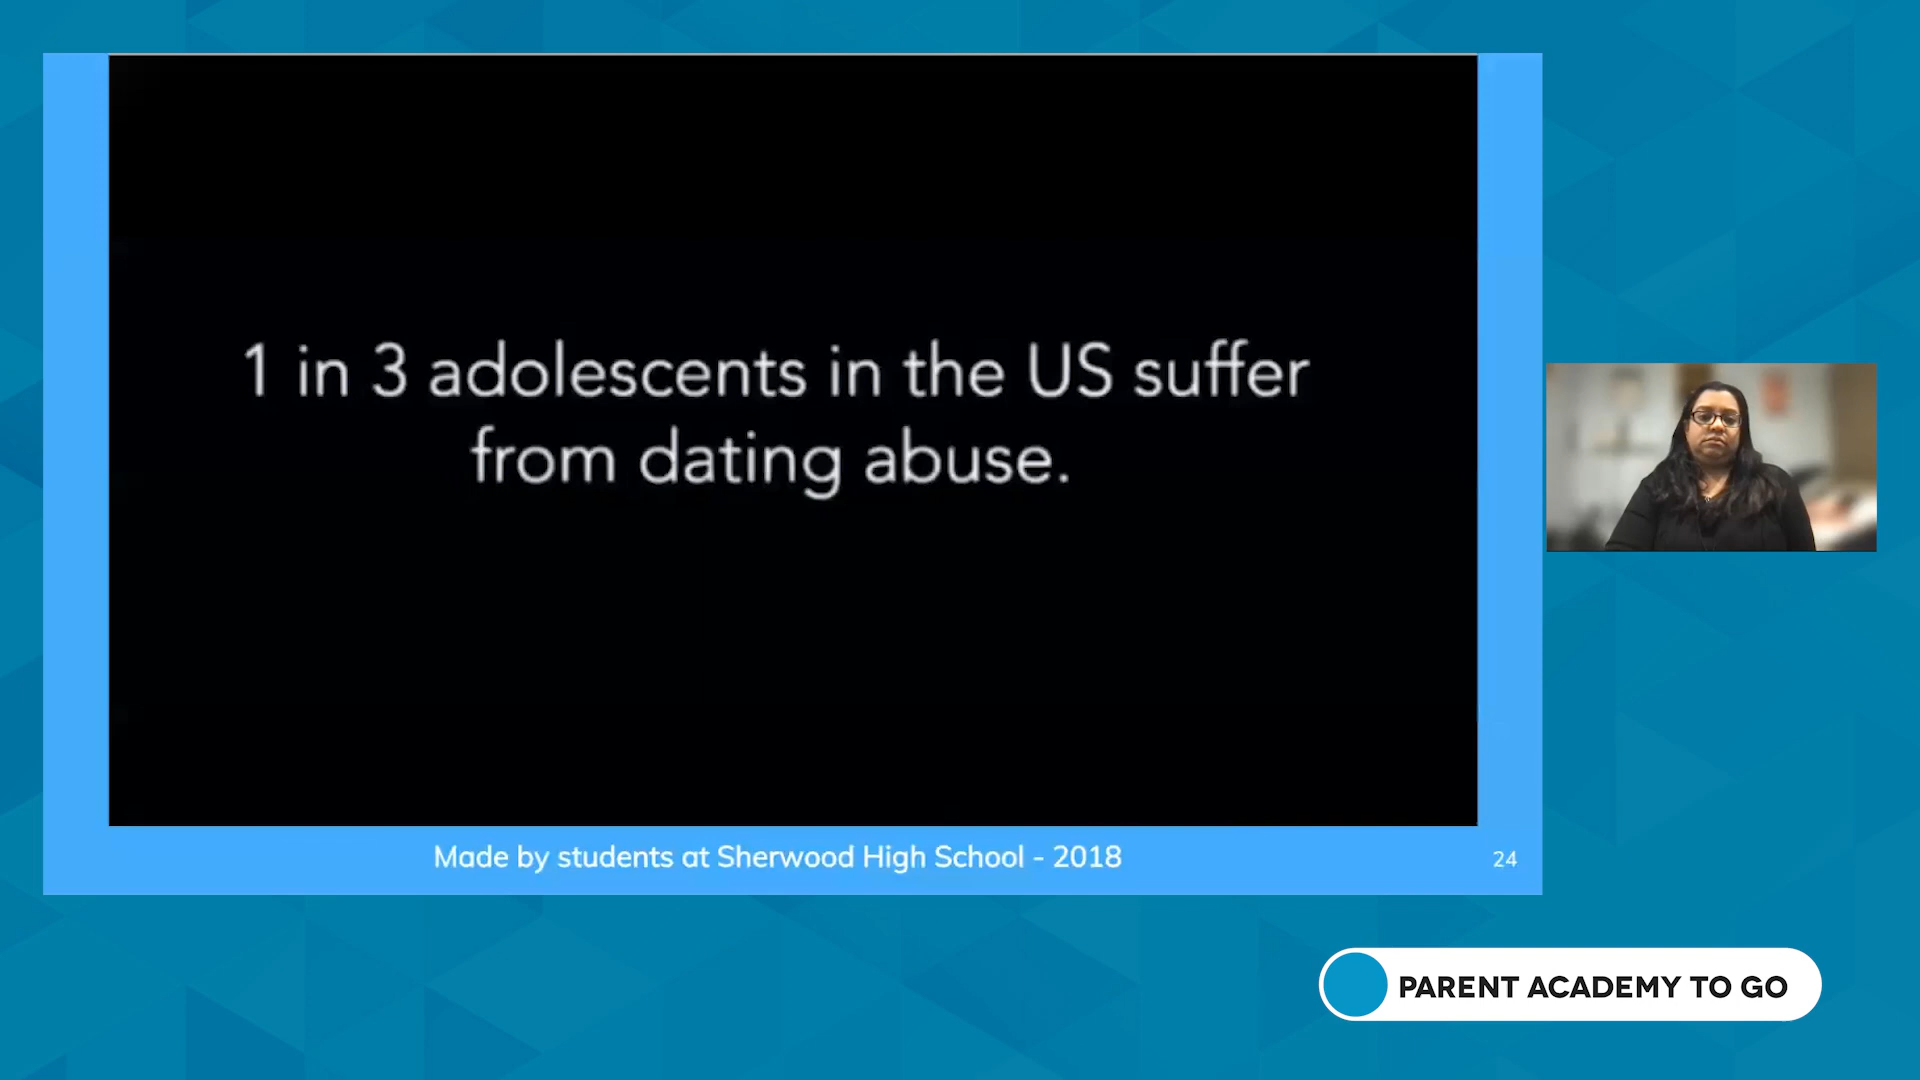 1 in 3 adolescents in the US suffer
from dating abuse.
Made by students at Sherwood High School - 2018
24
PARENT ACADEMY TO GO